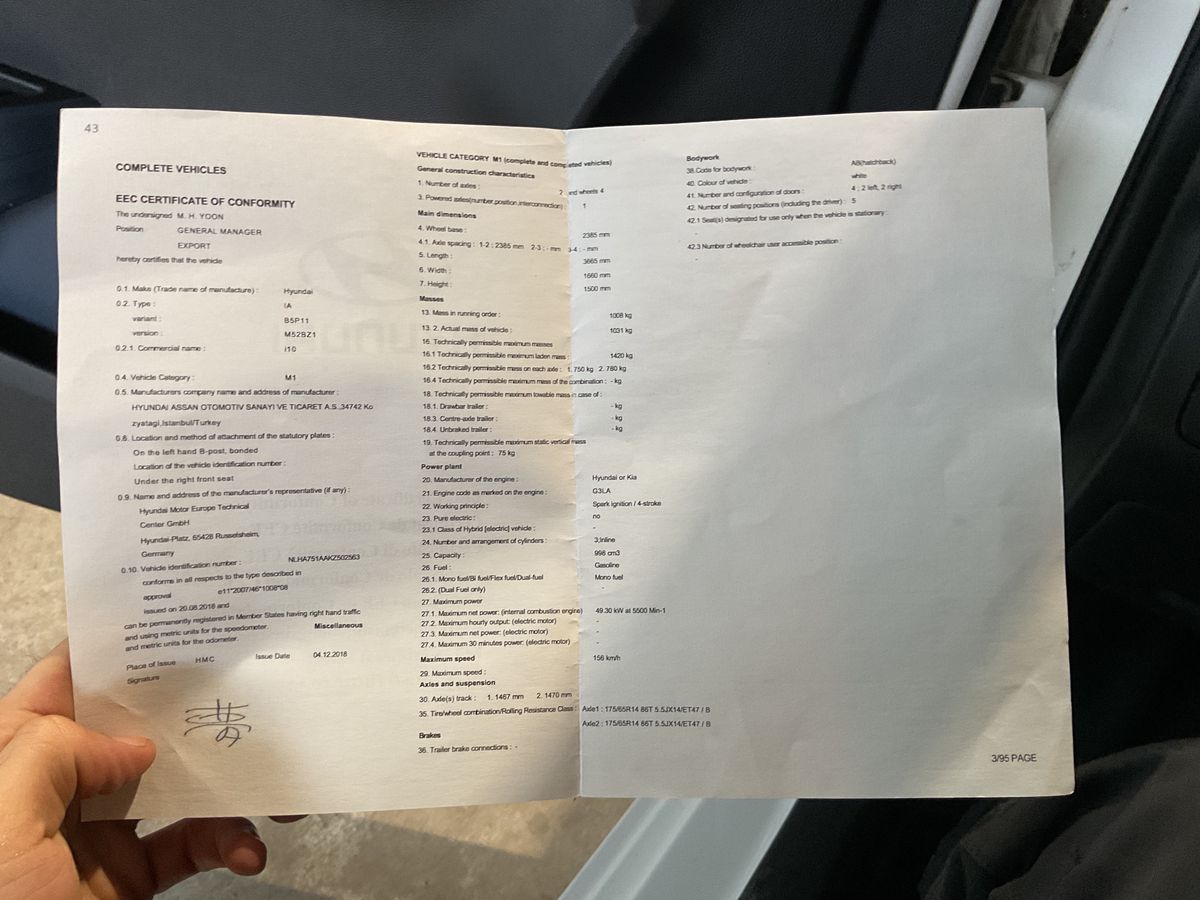 43
COMPLETE VEHICLES
EEC CERTIFICATE OF CONFORMITY
The undersigned M. H. YOON
Position GENERAL MANAGER
EXPORT
hereby certifies that the vehicle
0.1. Make (Trade name of manufacture) : Hyundai
0.2. Type : IA
variant : B5P11
version : M52BZ1
0.2.1. Commercial name : i10
0.4. Vehicle Category : M1
0.5. Manufacturers company name and address of manufacturer :
HYUNDAI ASSAN OTOMOTIV SANAYI VE TICARET A.S.,34742 Ko
zyatagi,Istanbul/Turkey
0.8. Location and method of attachment of the statutory plates :
On the left hand B-post, bonded
Location of the vehicle identification number :
Under the right front seat
0.9. Name and address of the manufacturer's representative (if any) :
Hyundai Motor Europe Technical
Center GmbH
Hyundai-Platz, 65428 Russelsheim,
Germany
0.10. Vehicle identification number : NLHA751AAKZ502563
conforms in all respects to the type described in
approval e11*2007/46*1008*08
issued on 20.08.2018 and
can be permanently registered in Member States having right hand traffic
and using metric units for the speedometer. Miscellaneous
and metric units for the odometer.
Place of Issue HMC Issue Date 04.12.2018
Signature
VEHICLE CATEGORY M1 (complete and completed vehicles)
General construction characteristics
1. Number of axles : 2 and wheels 4
3. Powered axles(number,position,interconnection) : 1
Main dimensions
4. Wheel base : 2385 mm
4.1. Axle spacing : 1-2 : 2385 mm 2-3 : - mm 3-4 : - mm
5. Length : 3665 mm
6. Width : 1660 mm
7. Height : 1500 mm
Masses
13. Mass in running order : 1008 kg
13. 2. Actual mass of vehicle : 1031 kg
16. Technically permissible maximum masses
16.1 Technically permissible maximum laden mass : 1420 kg
16.2 Technically permissible mass on each axle : 1. 750 kg 2. 780 kg
16.4 Technically permissible maximum mass of the combination : - kg
18. Technically permissible maximum towable mass in case of :
18.1. Drawbar trailer : - kg
18.3. Centre-axle trailer : - kg
18.4. Unbraked trailer : - kg
19. Technically permissible maximum static vertical mass
at the coupling point : 75 kg
Power plant
20. Manufacturer of the engine : Hyundai or Kia
21. Engine code as marked on the engine : G3LA
22. Working principle : Spark ignition / 4-stroke
23. Pure electric : no
23.1 Class of Hybrid [electric] vehicle : -
24. Number and arrangement of cylinders : 3,Inline
25. Capacity : 998 cm3
26. Fuel : Gasoline
26.1. Mono fuel/Bi fuel/Flex fuel/Dual-fuel Mono fuel
26.2. (Dual Fuel only) -
27. Maximum power
27.1. Maximum net power: (internal combustion engine) 49.30 kW at 5500 Min-1
27.2. Maximum hourly output: (electric motor) -
27.3. Maximum net power: (electric motor) -
27.4. Maximum 30 minutes power: (electric motor) -
Maximum speed
29. Maximum speed : 156 km/h
Axles and suspension
30. Axle(s) track : 1. 1467 mm 2. 1470 mm
35. Tire/wheel combination/Rolling Resistance Class : Axle1 : 175/65R14 86T 5.5JX14/ET47 / B
Axle2 : 175/65R14 86T 5.5JX14/ET47 / B
Brakes
36. Trailer brake connections : -
Bodywork
38. Code for bodywork : AB(hatchback)
40. Colour of vehicle : white
41. Number and configuration of doors : 4 ; 2 left, 2 right
42. Number of seating positions (including the driver) : 5
42.1 Seat(s) designated for use only when the vehicle is stationary :
-
42.3 Number of wheelchair user accessible position :
-
3/95 PAGE